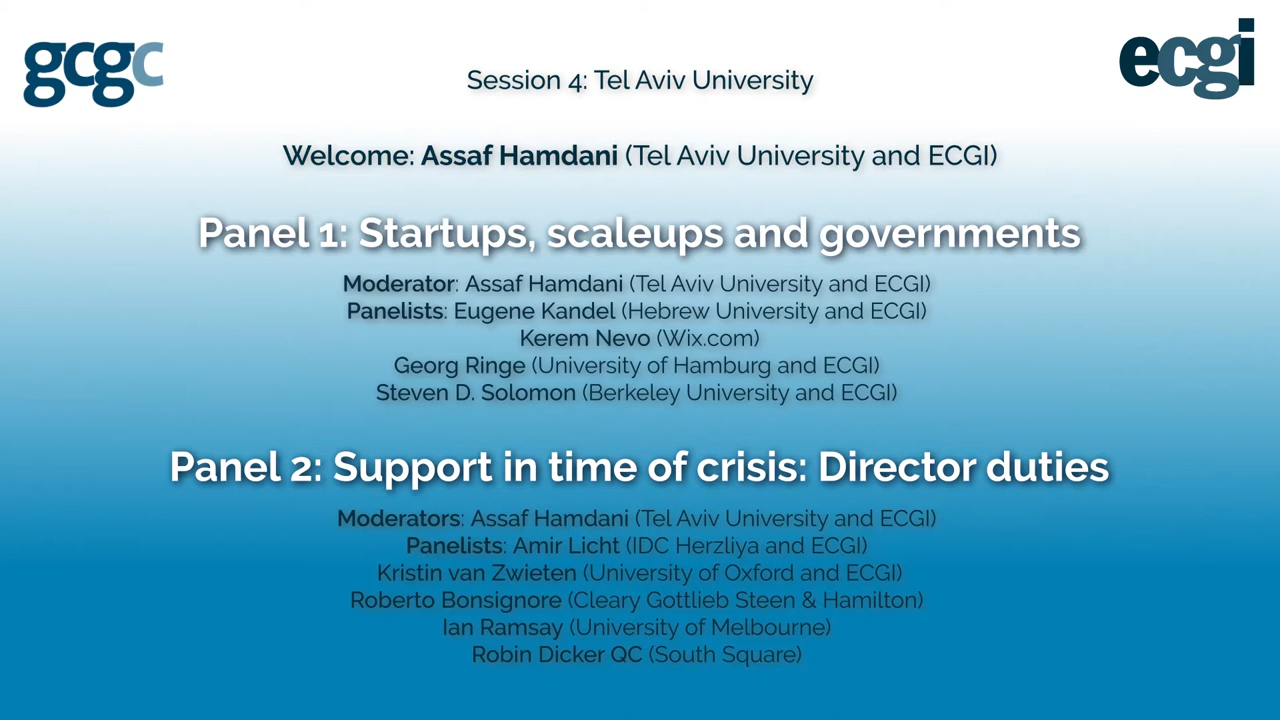 gcgc
ecgi
Session 4: Tel Aviv University
Welcome: Assaf Hamdani (Tel Aviv University and ECGI)
Panel 1: Startups, scaleups and governments
Moderator: Assaf Hamdani (Tel Aviv University and ECGI)
Panelists: Eugene Kandel (Hebrew University and ECGI)
Kerem Nevo (Wix.com)
Georg Ringe (University of Hamburg and ECGI)
Steven D. Solomon (Berkeley University and ECGI)
Panel 2: Support in time of crisis: Director duties
Moderators: Assaf Hamdani (Tel Aviv University and ECGI)
Panelists: Amir Licht (IDC Herzliya and ECGI)
Kristin van Zwieten (University of Oxford and ECGI)
Roberto Bonsignore (Cleary Gottlieb Steen & Hamilton)
Ian Ramsay (University of Melbourne)
Robin Dicker QC (South Square)